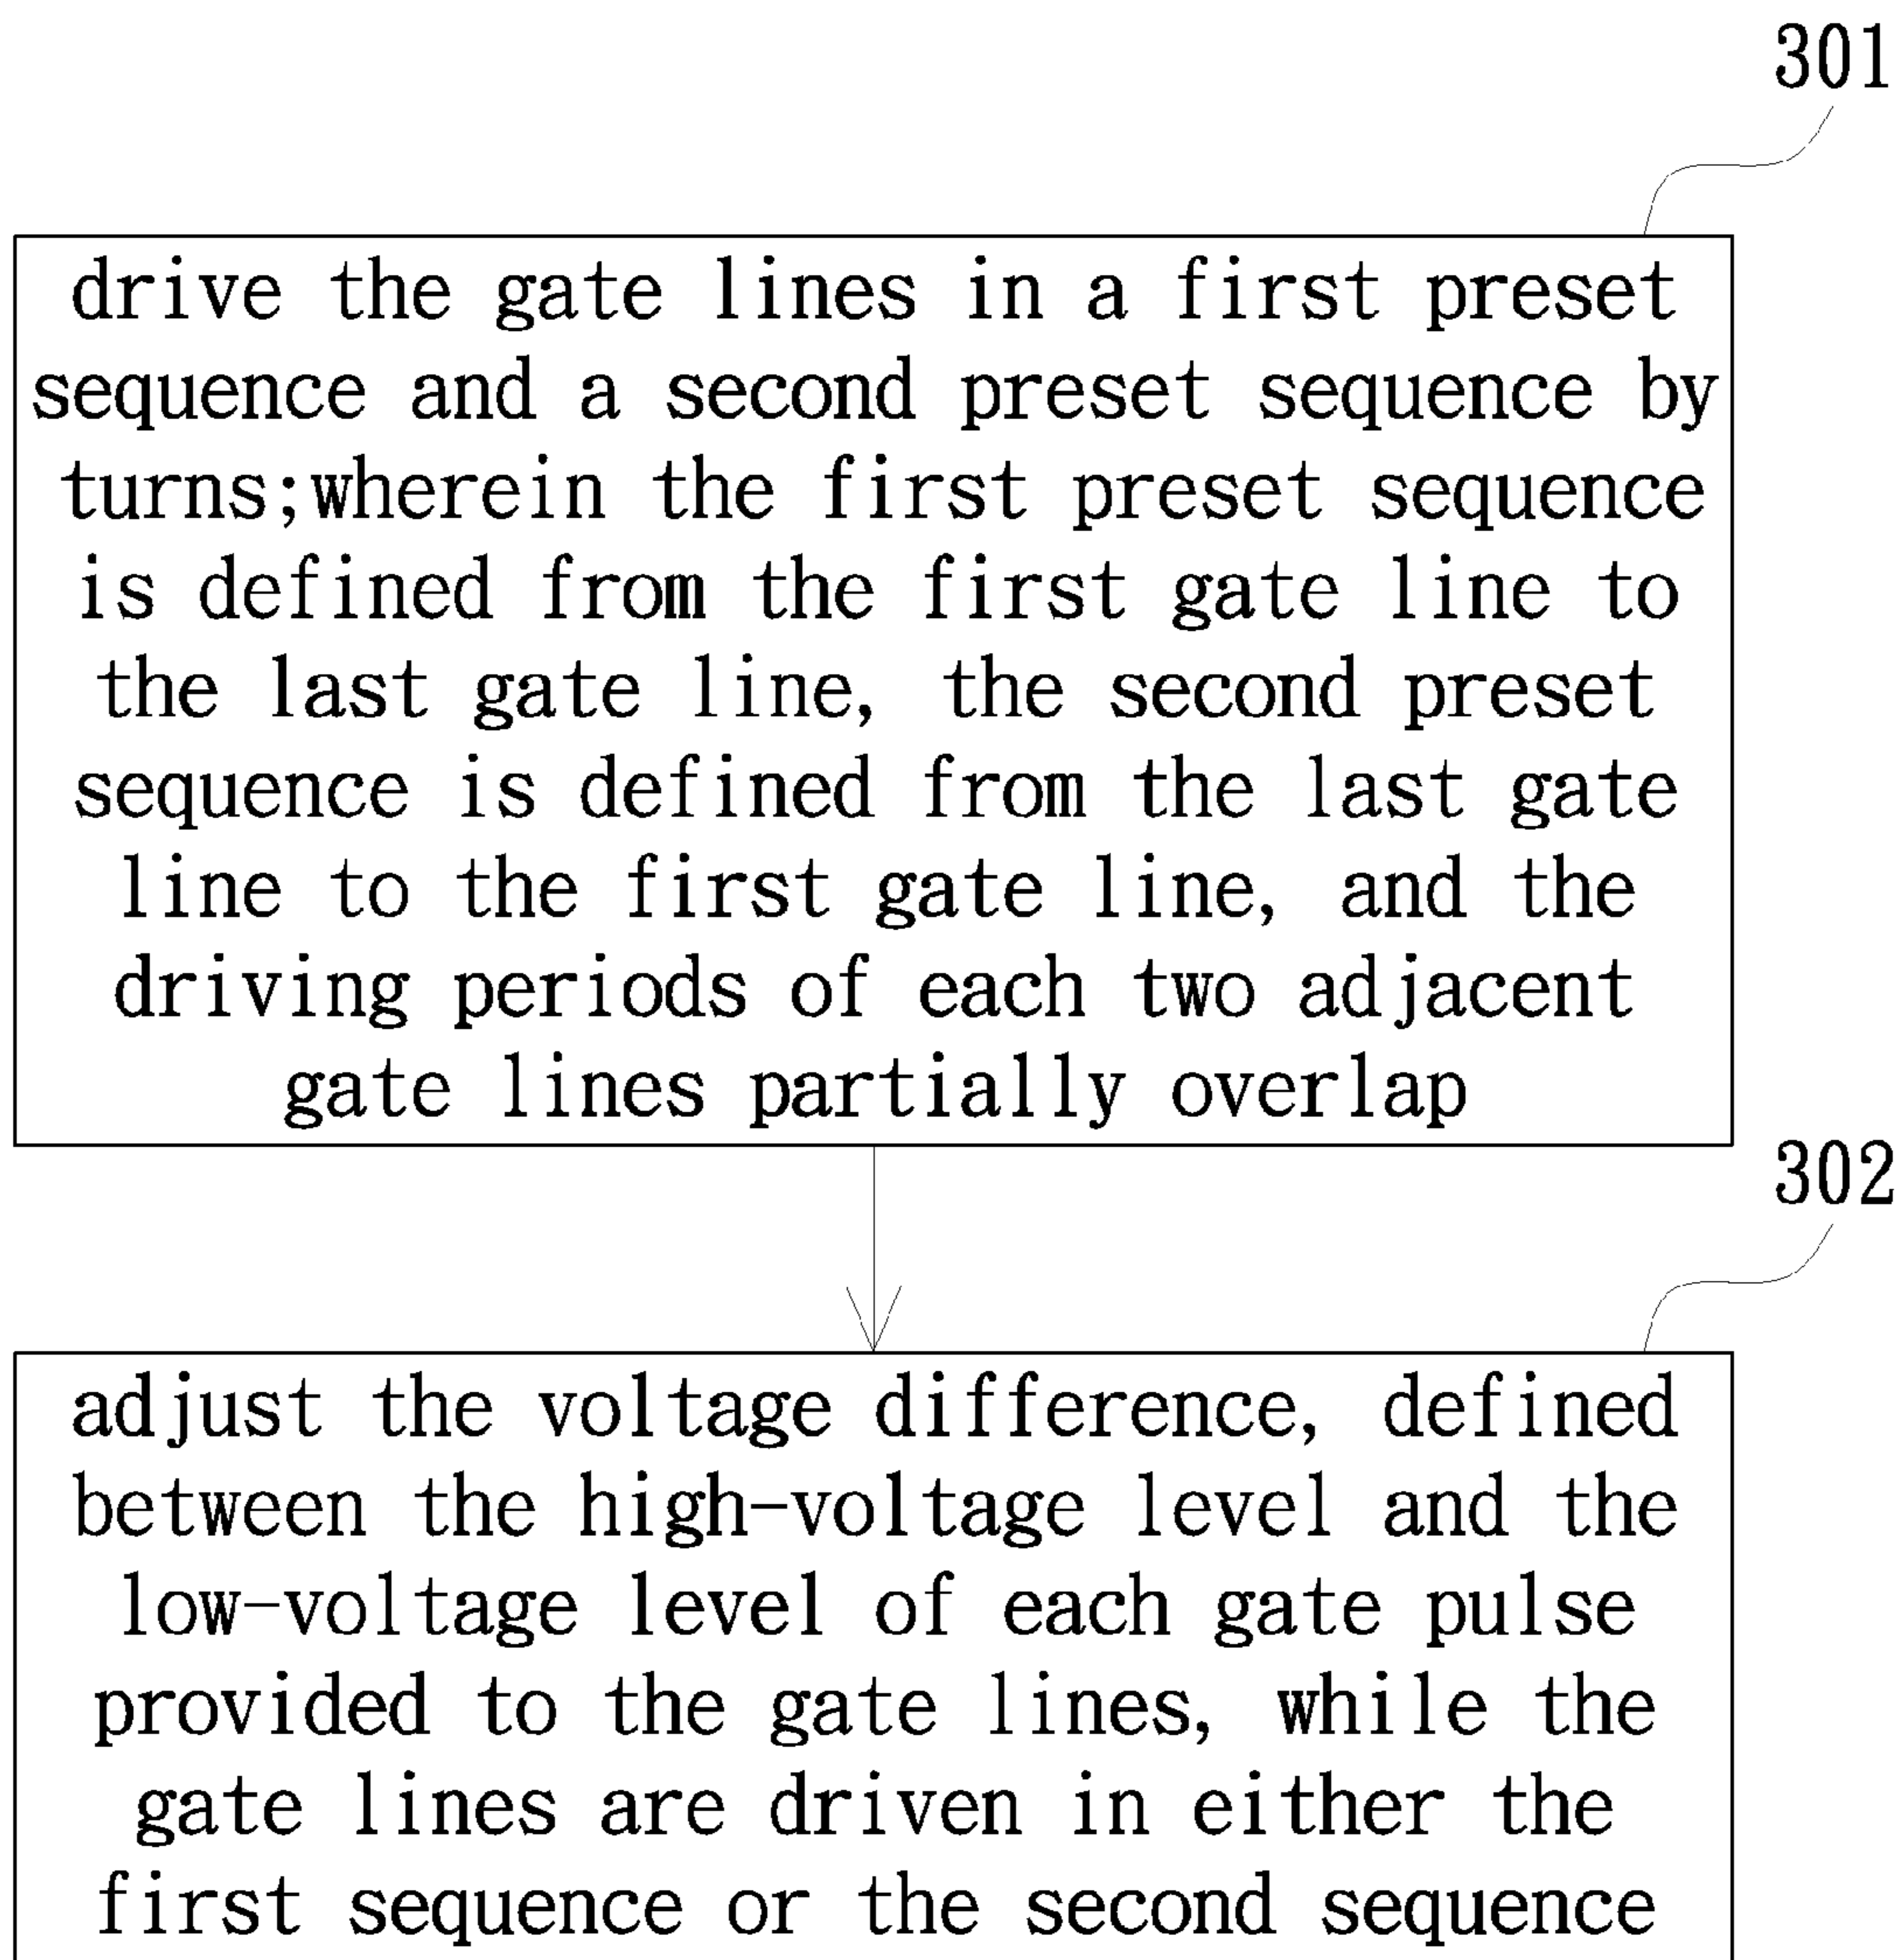 301
drive the gate lines in a first preset
sequence and a second preset sequence by
turns;wherein the first preset sequence
is defined from the first gate line to
the last gate line, the second preset
sequence is defined from the last gate
line to the first gate line, and the
driving periods of each two adjacent
gate lines partially overlap
302
adjust the voltage difference, defined
between the high-voltage level and the
low-voltage level of each gate pulse
provided to the gate lines, while the
gate lines are driven in either the
first sequence or the second sequence